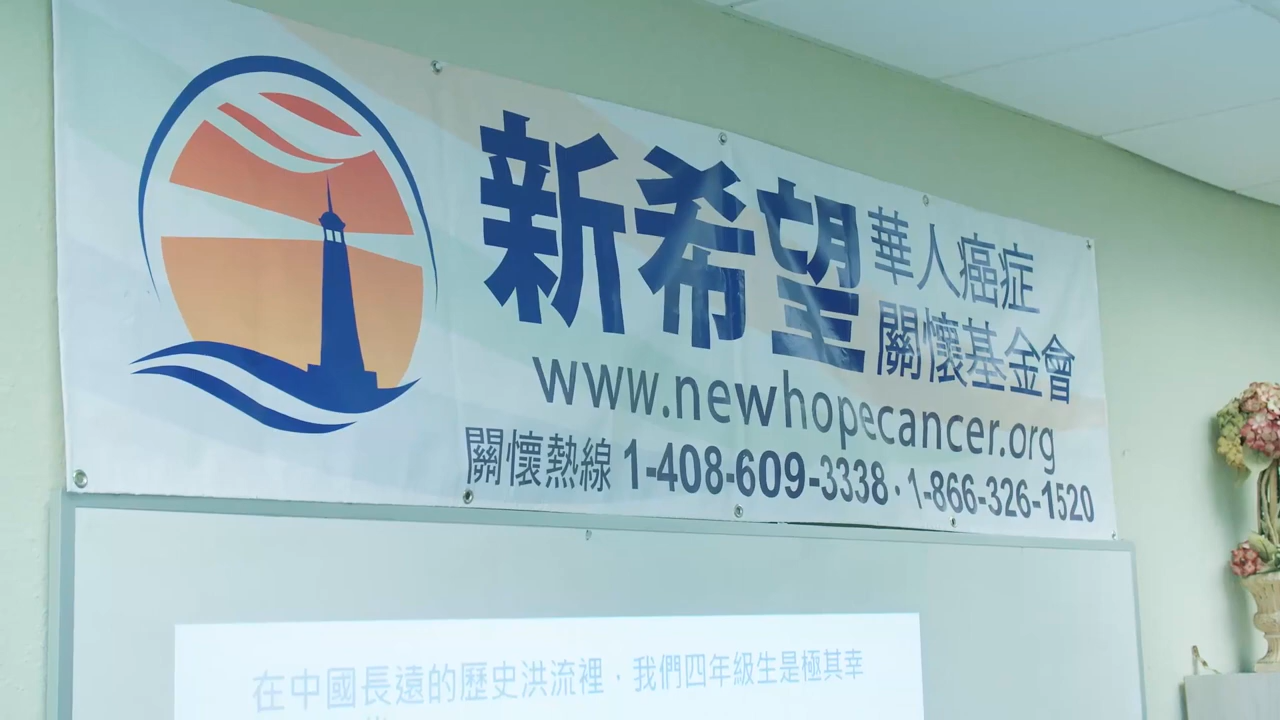 新希望
華人癌症
關懷基金會
www.newhopecancer.org
關懷熱線 1-408-609-3338 · 1-866-326-1520
在中國長遠的歷史洪流裡，我們四年級生是極其幸